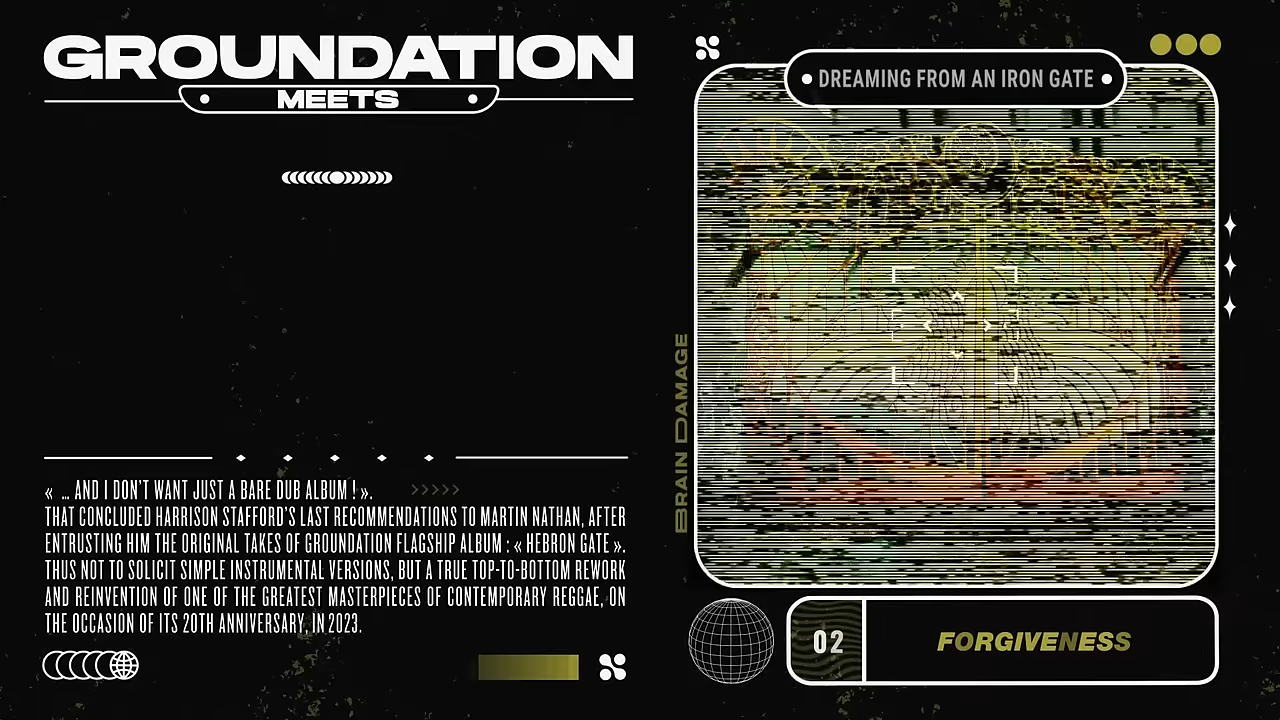 GROUNDATION
MEETS
« ... AND I DON'T WANT JUST A BARE DUB ALBUM ! ». >>>>>
THAT CONCLUDED HARRISON STAFFORD'S LAST RECOMMENDATIONS TO MARTIN NATHAN, AFTER
ENTRUSTING HIM THE ORIGINAL TAKES OF GROUNDATION FLAGSHIP ALBUM : « HEBRON GATE ».
THUS NOT TO SOLICIT SIMPLE INSTRUMENTAL VERSIONS, BUT A TRUE TOP-TO-BOTTOM REWORK
AND REINVENTION OF ONE OF THE GREATEST MASTERPIECES OF CONTEMPORARY REGGAE, ON
THE OCCASION OF ITS 20TH ANNIVERSARY, IN 2023.
BRAIN DAMAGE
DREAMING FROM AN IRON GATE
02
FORGIVENESS